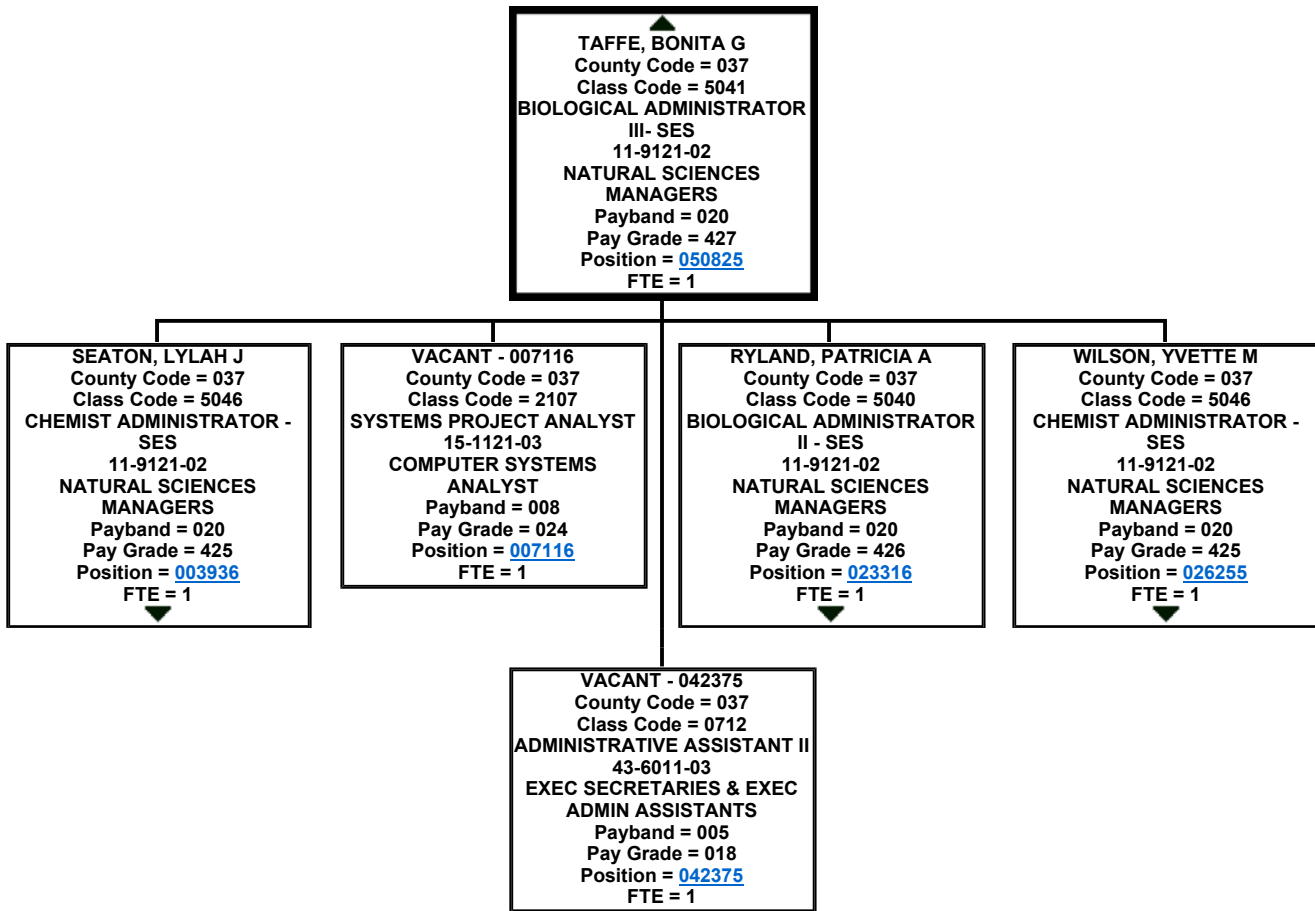 TAFFE, BONITA G
County Code = 037
Class Code = 5041
BIOLOGICAL ADMINISTRATOR
III- SES
11-9121-02
NATURAL SCIENCES
MANAGERS
Payband = 020
Pay Grade = 427
Position = 050825
FTE = 1
SEATON, LYLAH J
County Code = 037
Class Code = 5046
CHEMIST ADMINISTRATOR -
SES
11-9121-02
NATURAL SCIENCES
MANAGERS
Payband = 020
Pay Grade = 425
Position = 003936
FTE = 1
VACANT - 007116
County Code = 037
Class Code = 2107
SYSTEMS PROJECT ANALYST
15-1121-03
COMPUTER SYSTEMS
ANALYST
Payband = 008
Pay Grade = 024
Position = 007116
FTE = 1
RYLAND, PATRICIA A
County Code = 037
Class Code = 5040
BIOLOGICAL ADMINISTRATOR
II - SES
11-9121-02
NATURAL SCIENCES
MANAGERS
Payband = 020
Pay Grade = 426
Position = 023316
FTE = 1
WILSON, YVETTE M
County Code = 037
Class Code = 5046
CHEMIST ADMINISTRATOR -
SES
11-9121-02
NATURAL SCIENCES
MANAGERS
Payband = 020
Pay Grade = 425
Position = 026255
FTE = 1
VACANT - 042375
County Code = 037
Class Code = 0712
ADMINISTRATIVE ASSISTANT II
43-6011-03
EXEC SECRETARIES & EXEC
ADMIN ASSISTANTS
Payband = 005
Pay Grade = 018
Position = 042375
FTE = 1